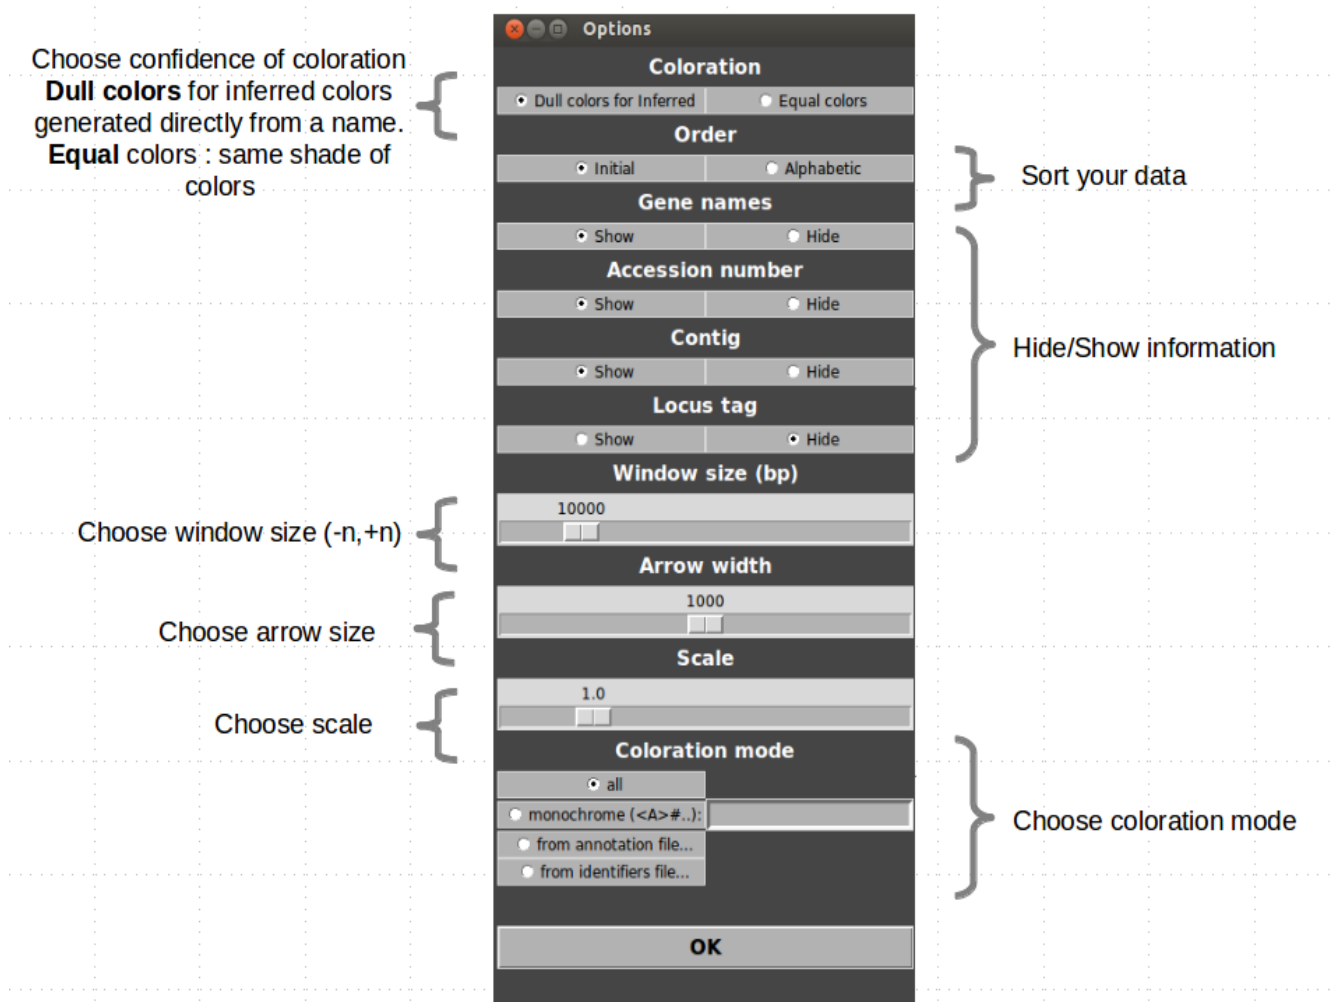 Options
Choose confidence of coloration
Dull colors for inferred colors
generated directly from a name.
Equal colors : same shade of
colors
Coloration
Dull colors for Inferred
Equal colors
Order
Initial
Alphabetic
Sort your data
Gene names
Show
Hide
Accession number
Show
Hide
Contig
Show
Hide
Hide/Show information
Locus tag
Show
Hide
Window size (bp)
10000
Choose window size (-n,+n)
Arrow width
1000
Choose arrow size
Scale
1.0
Choose scale
Coloration mode
all
monochrome (<A>#..):
from annotation file...
from identifiers file...
Choose coloration mode
OK